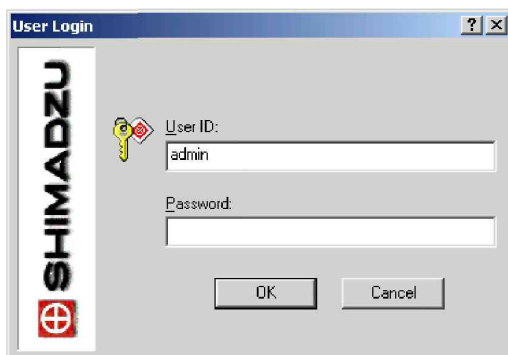 User Login
SHIMADZU
User ID:
admin
Password:
OK
Cancel